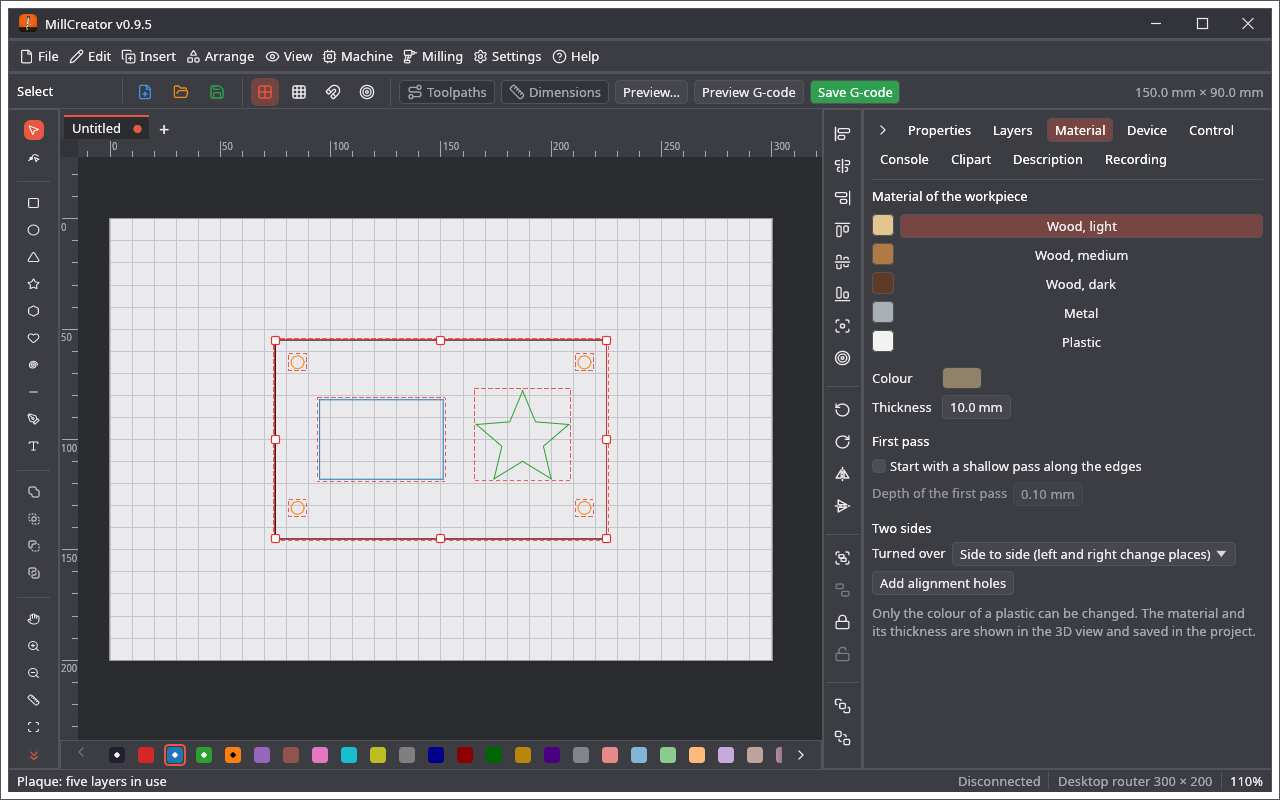 MillCreator v0.9.5
File Edit Insert Arrange View Machine Milling Settings Help
Select Toolpaths Dimensions Preview... Preview G-code Save G-code 150.0 mm × 90.0 mm
Untitled
0 50 100 150 200 250 300
0
50
100
150
200
Properties Layers Material Device Control
Console Clipart Description Recording
Material of the workpiece
Wood, light
Wood, medium
Wood, dark
Metal
Plastic
Colour
Thickness 10.0 mm
First pass
Start with a shallow pass along the edges
Depth of the first pass 0.10 mm
Two sides
Turned over Side to side (left and right change places)
Add alignment holes
Only the colour of a plastic can be changed. The material and
its thickness are shown in the 3D view and saved in the project.
Plaque: five layers in use Disconnected Desktop router 300 × 200 110%